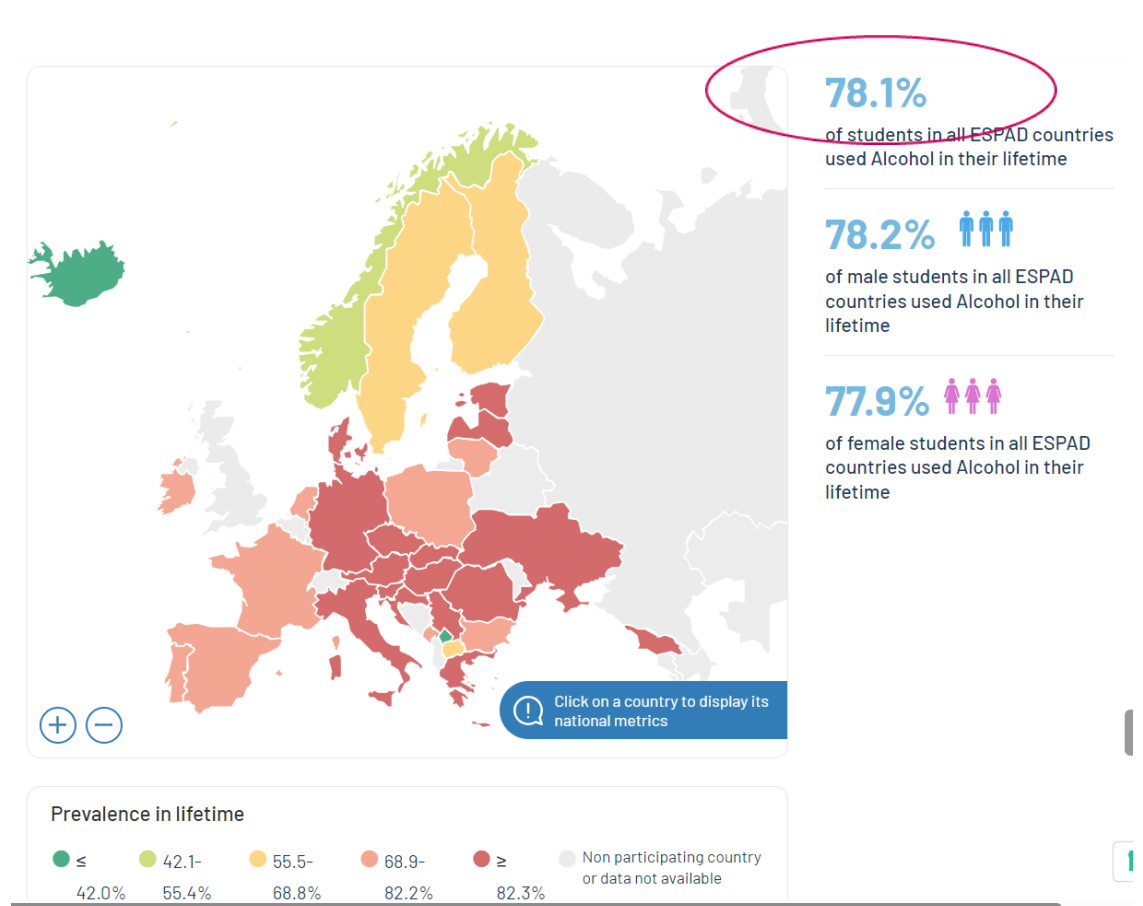 78.1%
of students in all ESPAD countries
used Alcohol in their lifetime
78.2%
of male students in all ESPAD
countries used Alcohol in their
lifetime
77.9%
of female students in all ESPAD
countries used Alcohol in their
lifetime
Click on a country to display its
national metrics
Prevalence in lifetime
≤
42.0%
42.1-
55.4%
55.5-
68.8%
68.9-
82.2%
≥
82.3%
Non participating country
or data not available